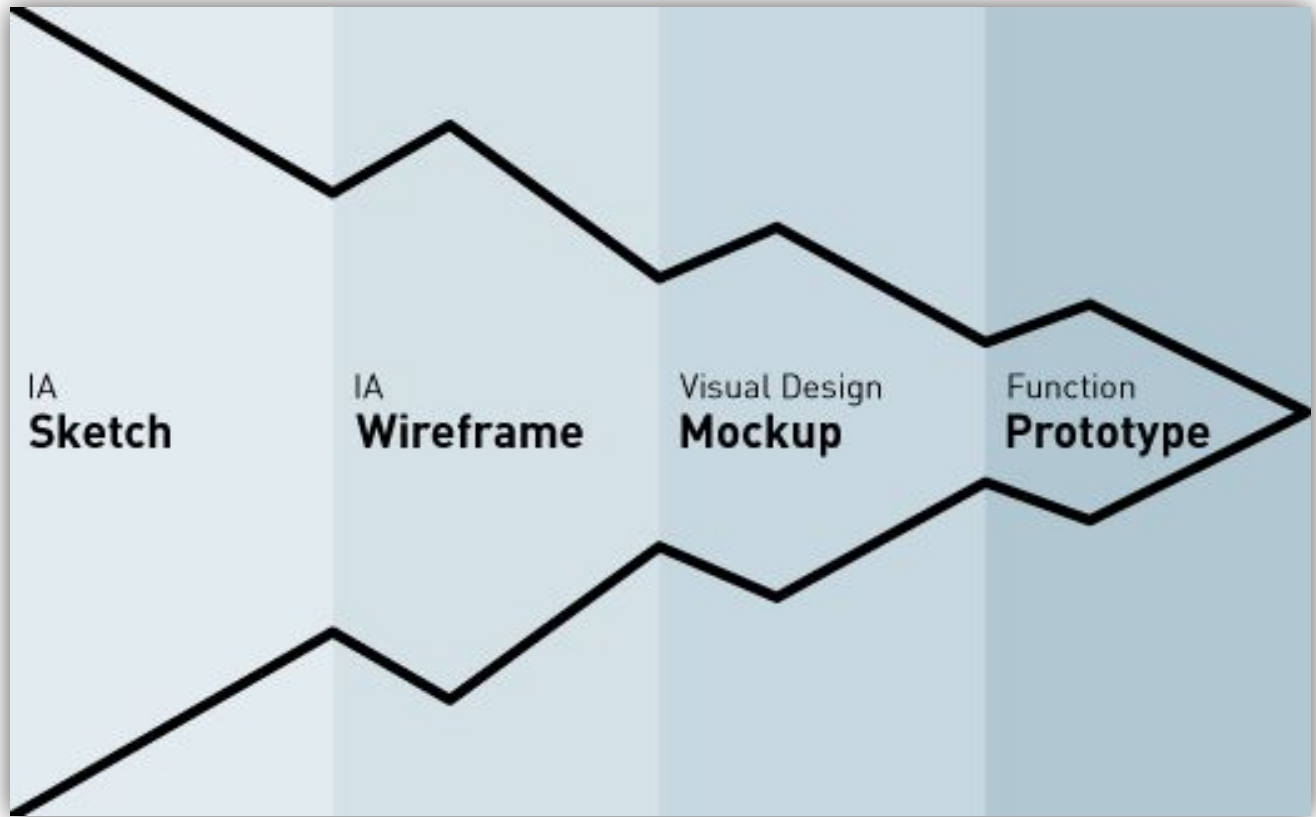 IA
Sketch
IA
Wireframe
Visual Design
Mockup
Function
Prototype